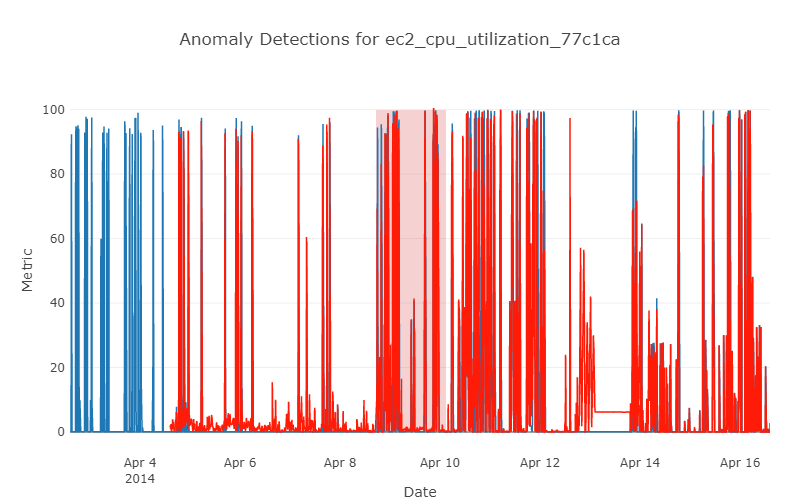 Anomaly Detections for ec2_cpu_utilization_77c1ca
100
80
60
40
20
0
Metric
Apr 4
2014
Apr 6
Apr 8
Apr 10
Apr 12
Apr 14
Apr 16
Date